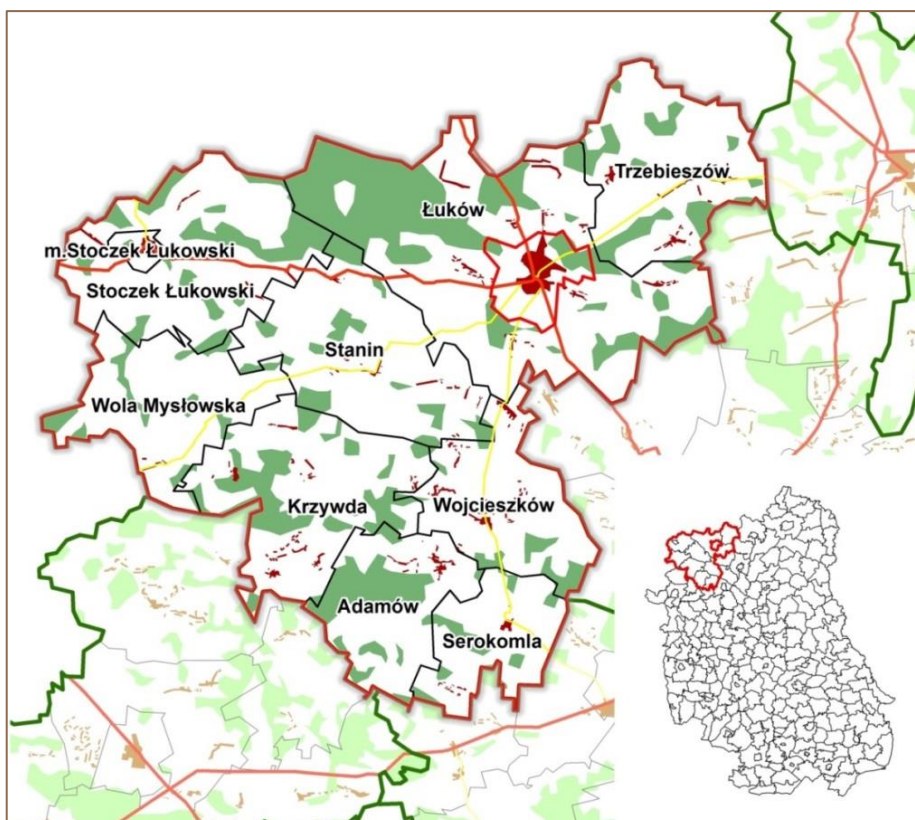 Trzebieszów
Łuków
m.Stoczek Łukowski
Stoczek Łukowski
Stanin
Wola Mysłowska
Krzywda
Wojcieszków
Adamów
Serokomla